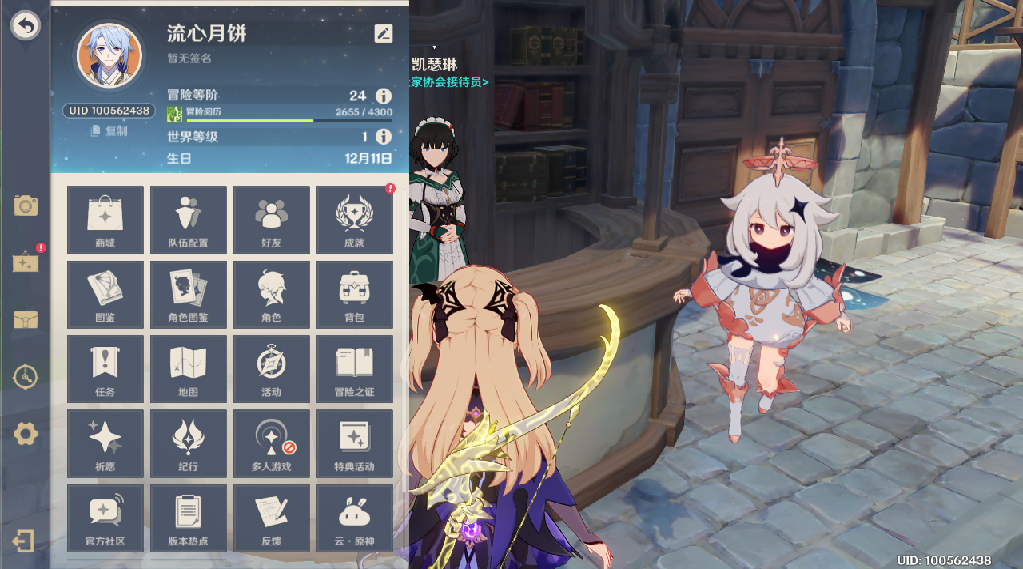 流心月饼
暂无签名
UID 100562438
复制
冒险等阶 24
冒险阅历 2655 / 4300
世界等级 1
生日 12月11日
商城 队伍配置 好友 成就
图鉴 角色图鉴 角色 背包
任务 地图 活动 冒险之证
祈愿 纪行 多人游戏 特典活动
官方社区 版本热点 反馈 云·原神
凯瑟琳
家协会接待员>
UID: 100562438